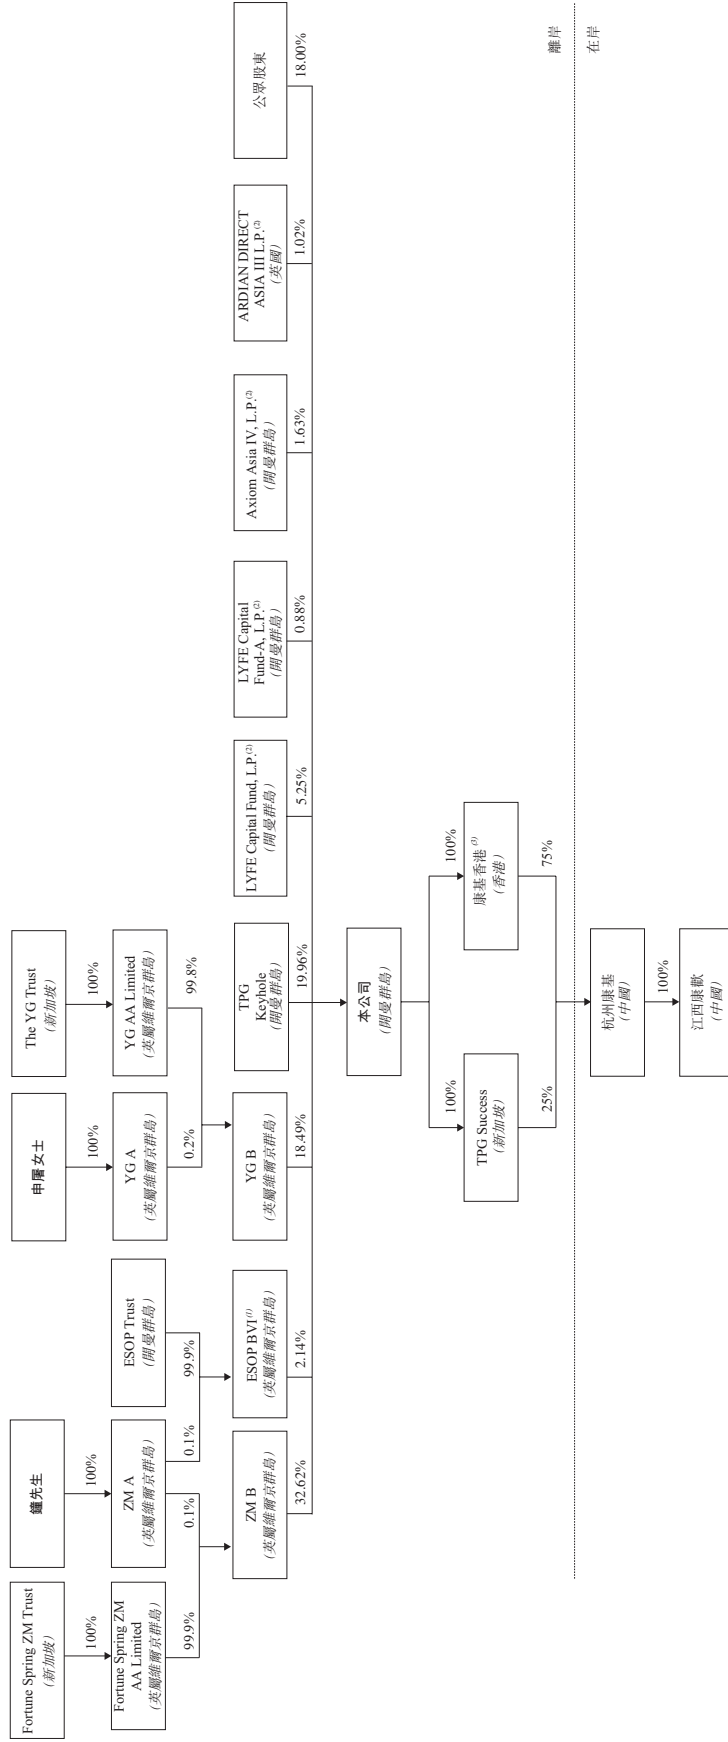 Fortune Spring ZM Trust
(新加坡)
鐘先生
申屠女士
The YG Trust
(新加坡)
100%
100%
100%
100%
Fortune Spring ZM
AA Limited
(英屬維爾京群島)
ZM A
(英屬維爾京群島)
ESOP Trust
(開曼群島)
YG A
(英屬維爾京群島)
YG AA Limited
(英屬維爾京群島)
99.9%
0.1%
0.1%
99.9%
0.2%
99.8%
ZM B
(英屬維爾京群島)
ESOP BVI(1)
(英屬維爾京群島)
YG B
(英屬維爾京群島)
TPG
Keyhole
(開曼群島)
LYFE Capital Fund, L.P.(2)
(開曼群島)
LYFE Capital
Fund-A, L.P.(2)
(開曼群島)
Axiom Asia IV, L.P.(2)
(開曼群島)
ARDIAN DIRECT
ASIA III L.P.(2)
(英國)
公眾股東
32.62%
2.14%
18.49%
19.96%
5.25%
0.88%
1.63%
1.02%
18.00%
本公司
(開曼群島)
100%
100%
TPG Success
(新加坡)
康基香港(3)
(香港)
25%
75%
離岸
在岸
杭州康基
(中國)
100%
江西康歡
(中國)